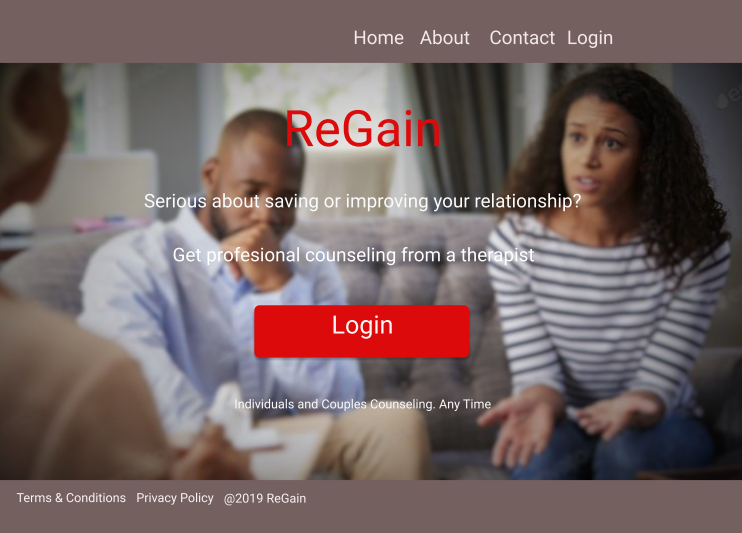 Home About Contact Login
ReGain
Serious about saving or improving your relationship?
Get profesional counseling from a therapist
Login
Individuals and Couples Counseling. Any Time
Terms & Conditions Privacy Policy @2019 ReGain